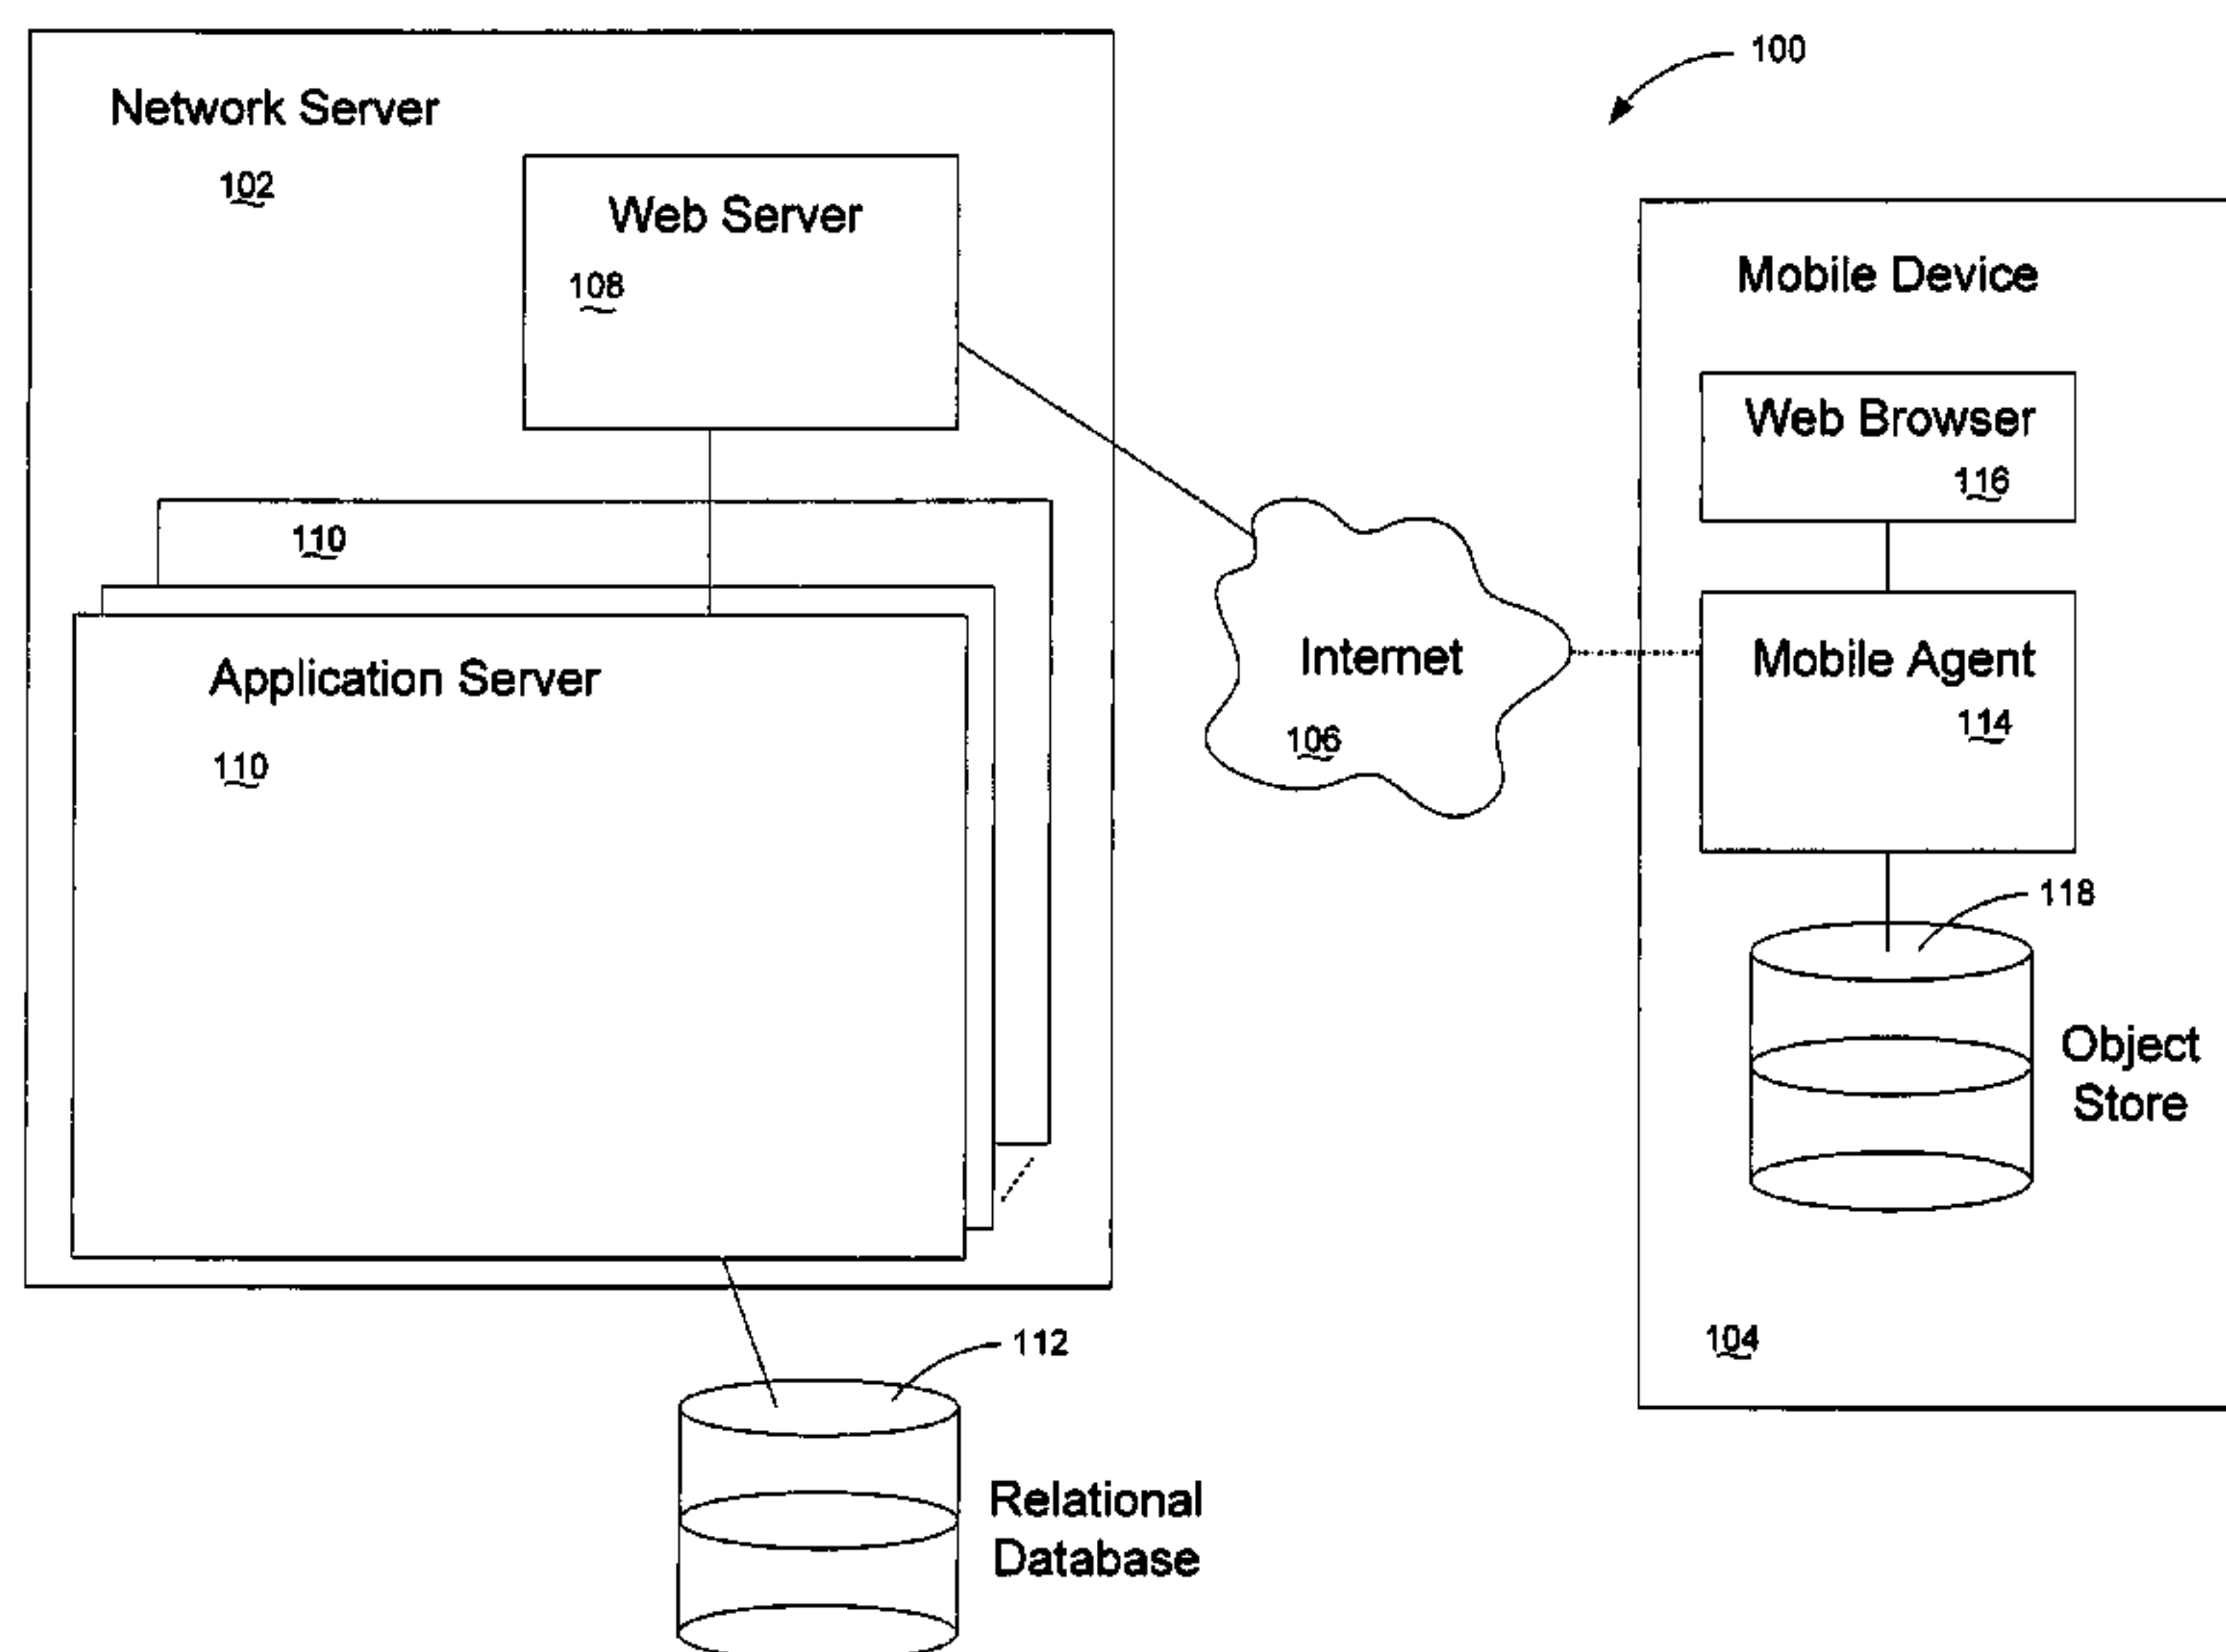 100
Network Server
102
Web Server
108
Mobile Device
Web Browser
116
110
Internet
106
Mobile Agent
114
Application Server
110
118
Object
Store
104
112
Relational
Database